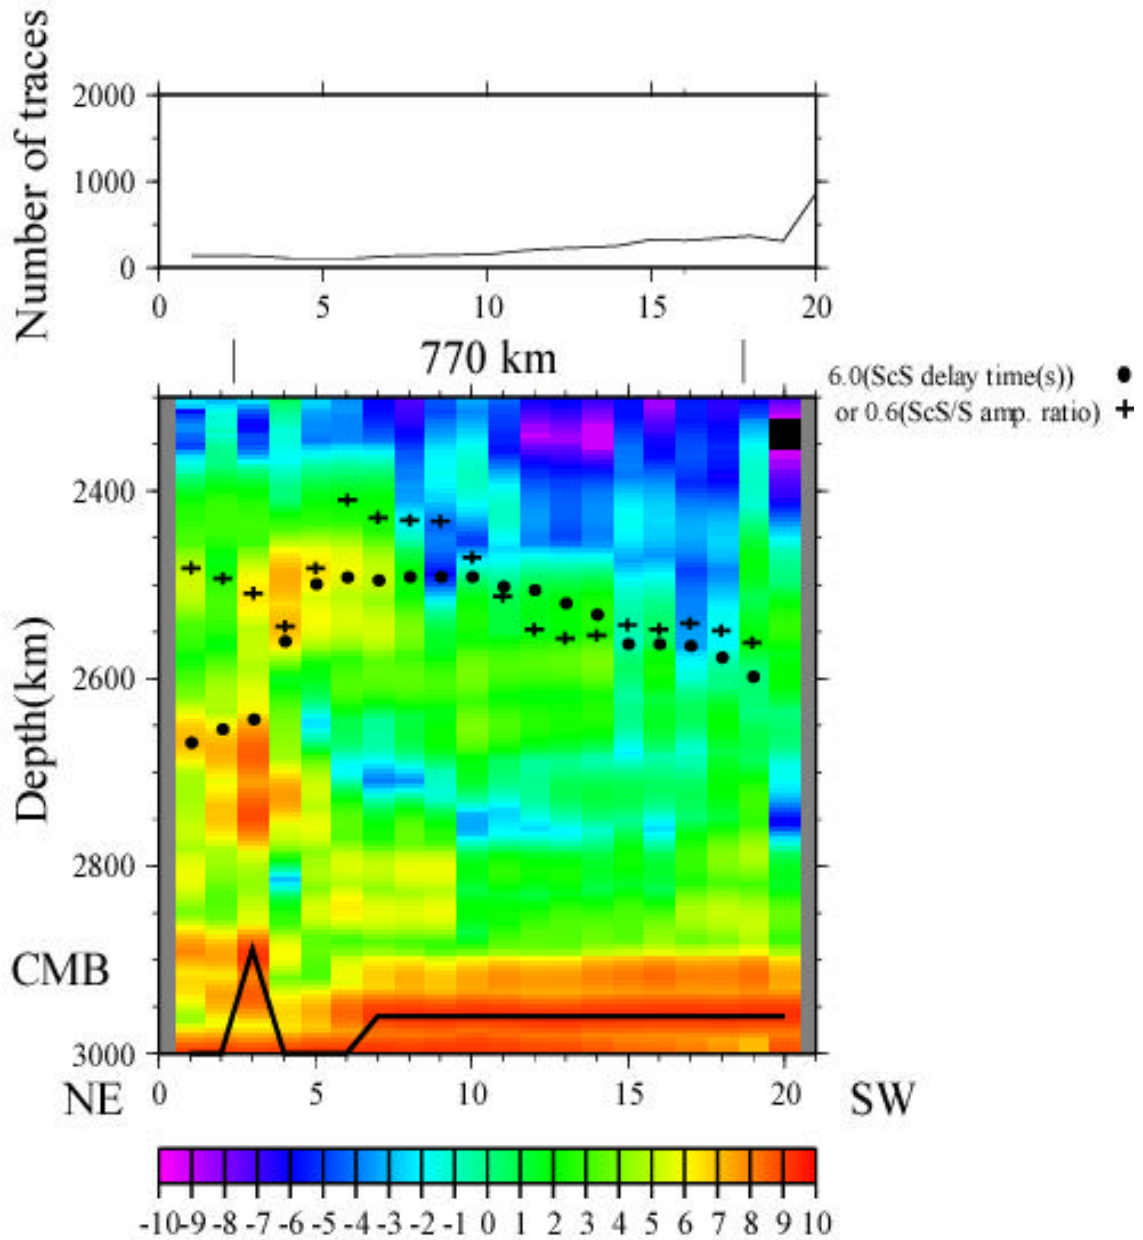 Number of traces
2000
1000
0
0 5 10 15 20
770 km
6.0(ScS delay time(s))
or 0.6(ScS/S amp. ratio)
Depth(km)
2400
2600
2800
CMB
3000
NE 0 5 10 15 20 SW
-10 -9 -8 -7 -6 -5 -4 -3 -2 -1 0 1 2 3 4 5 6 7 8 9 10